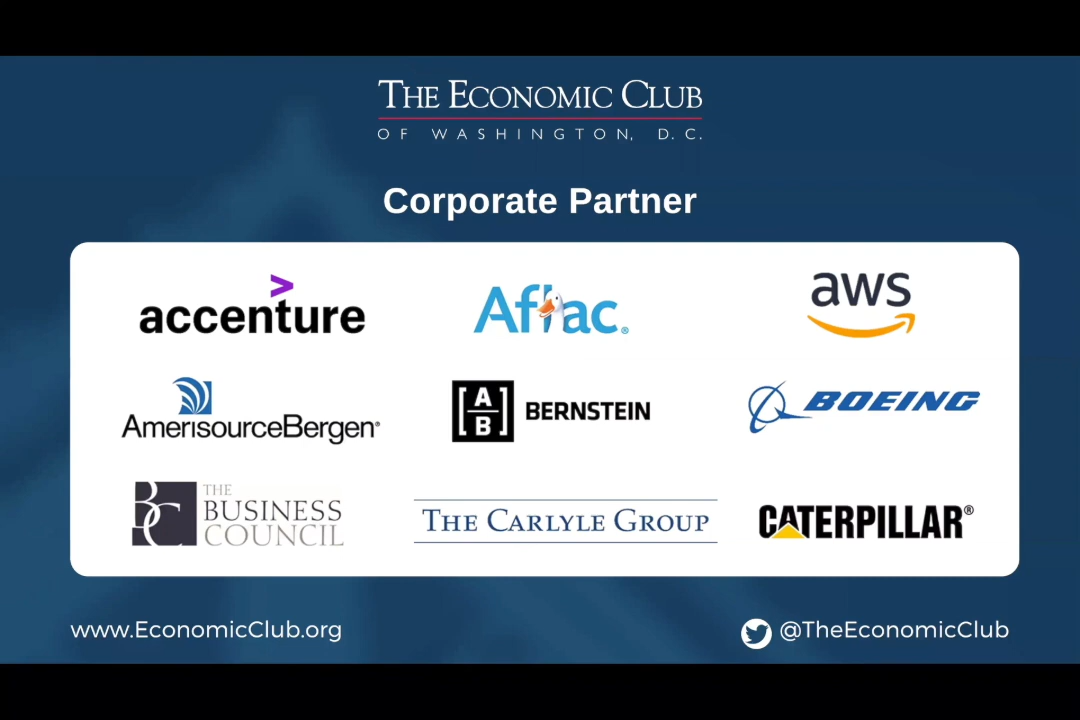 THE ECONOMIC CLUB
OF WASHINGTON, D.C.
Corporate Partner
accenture
Aflac®
aws
AmerisourceBergen®
[A/B] BERNSTEIN
BOEING
BC THE BUSINESS COUNCIL
THE CARLYLE GROUP
CATERPILLAR®
www.EconomicClub.org
@TheEconomicClub